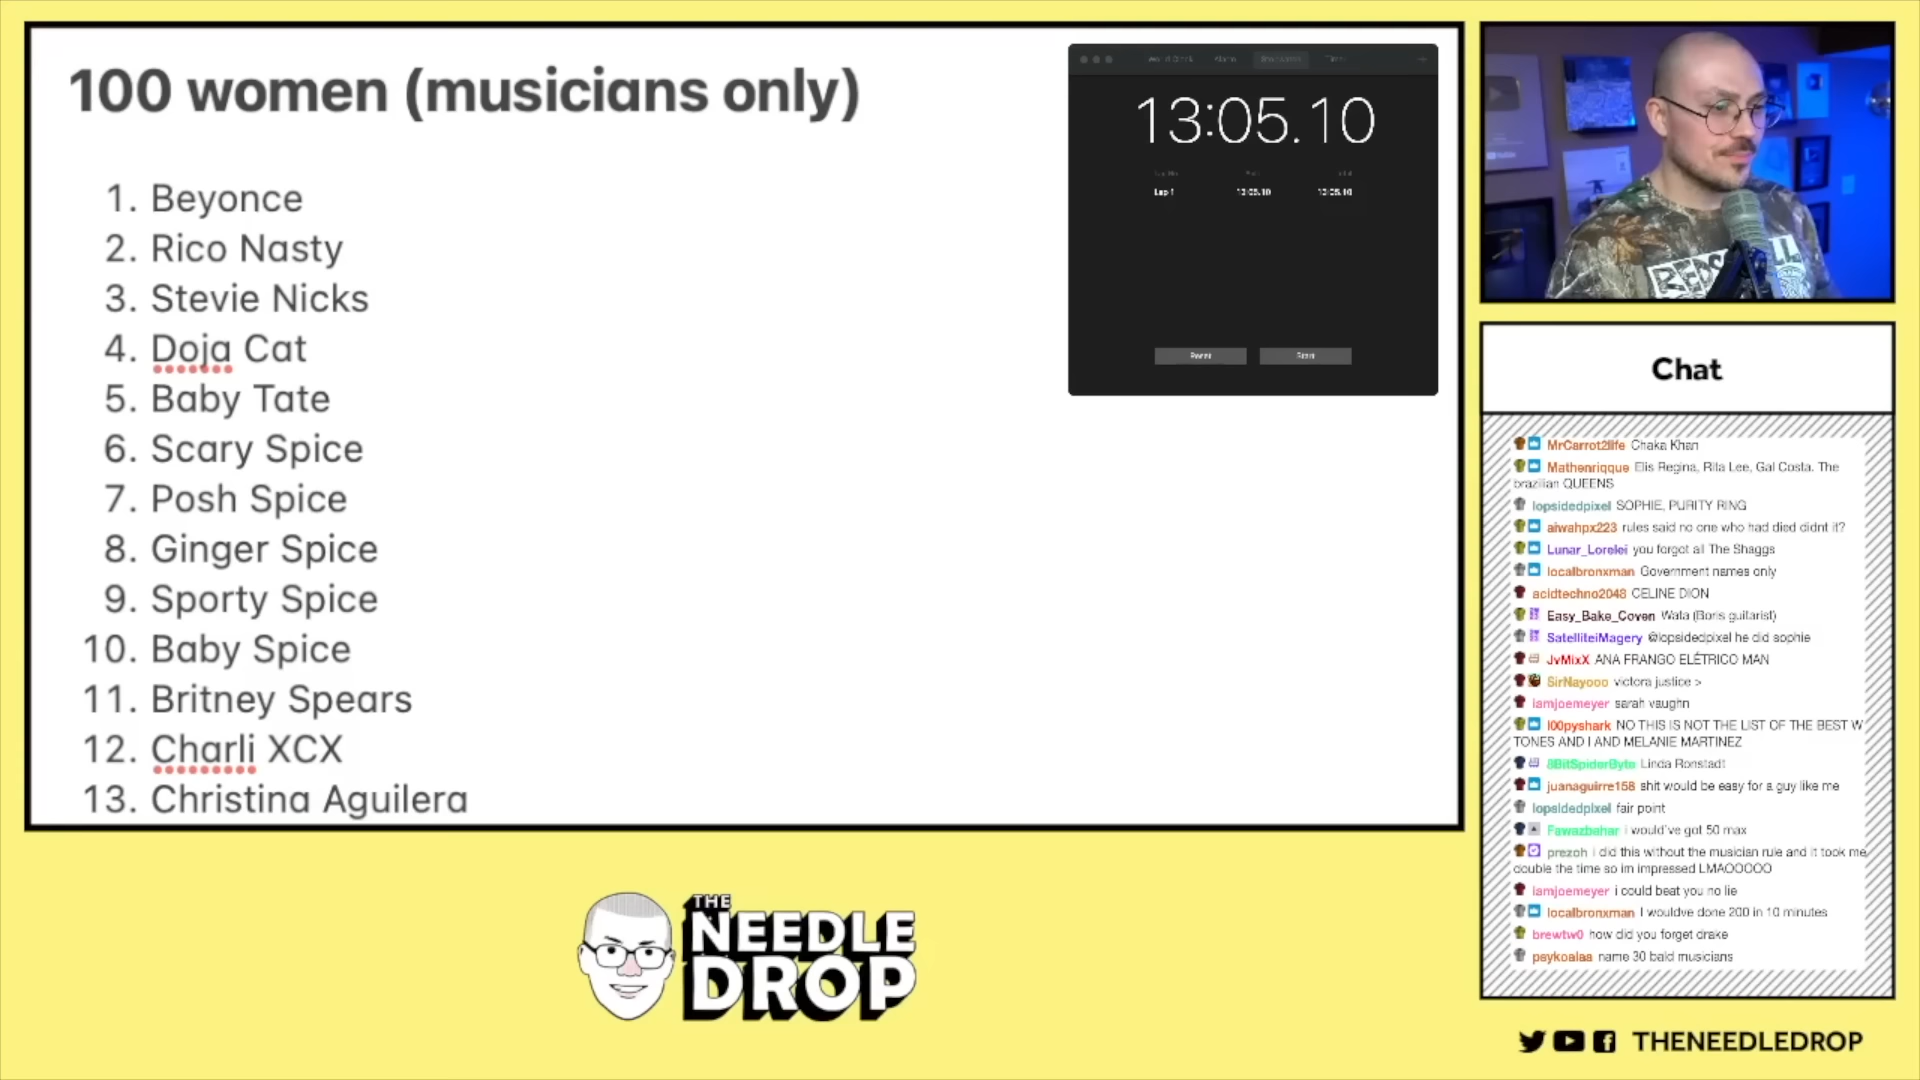 100 women (musicians only)
1. Beyonce
2. Rico Nasty
3. Stevie Nicks
4. Doja Cat
5. Baby Tate
6. Scary Spice
7. Posh Spice
8. Ginger Spice
9. Sporty Spice
10. Baby Spice
11. Britney Spears
12. Charli XCX
13. Christina Aguilera
World Clock Alarm Stopwatch Timer
13:05.10
Lap 1 13:05.10 13:05.10
Reset Start
Chat
MrCarrot2life Chaka Khan
Mathenriqque Elis Regina, Rita Lee, Gal Costa. The
brazilian QUEENS
lopsidedpixel SOPHIE, PURITY RING
aiwahpx223 rules said no one who had died didnt it?
Lunar_Lorelei you forgot all The Shaggs
localbronxman Government names only
acidtechno2048 CELINE DION
Easy_Bake_Coven Wata (Boris guitarist)
SatelliteiMagery @lopsidedpixel he did sophie
JvMixX ANA FRANGO ELÉTRICO MAN
SirNayooo victora justice >
iamjoemeyer sarah vaughn
l00pyshark NO THIS IS NOT THE LIST OF THE BEST W
TONES AND I AND MELANIE MARTINEZ
8BitSpiderByte Linda Ronstadt
juanaguirre158 shit would be easy for a guy like me
lopsidedpixel fair point
Fawazbahar i would've got 50 max
prezoh i did this without the musician rule and it took me
double the time so im impressed LMAOOOOO
iamjoemeyer i could beat you no lie
localbronxman I wouldve done 200 in 10 minutes
brewtw0 how did you forget drake
psykoalaa name 30 bald musicians
THE
NEEDLE
DROP
THENEEDLEDROP